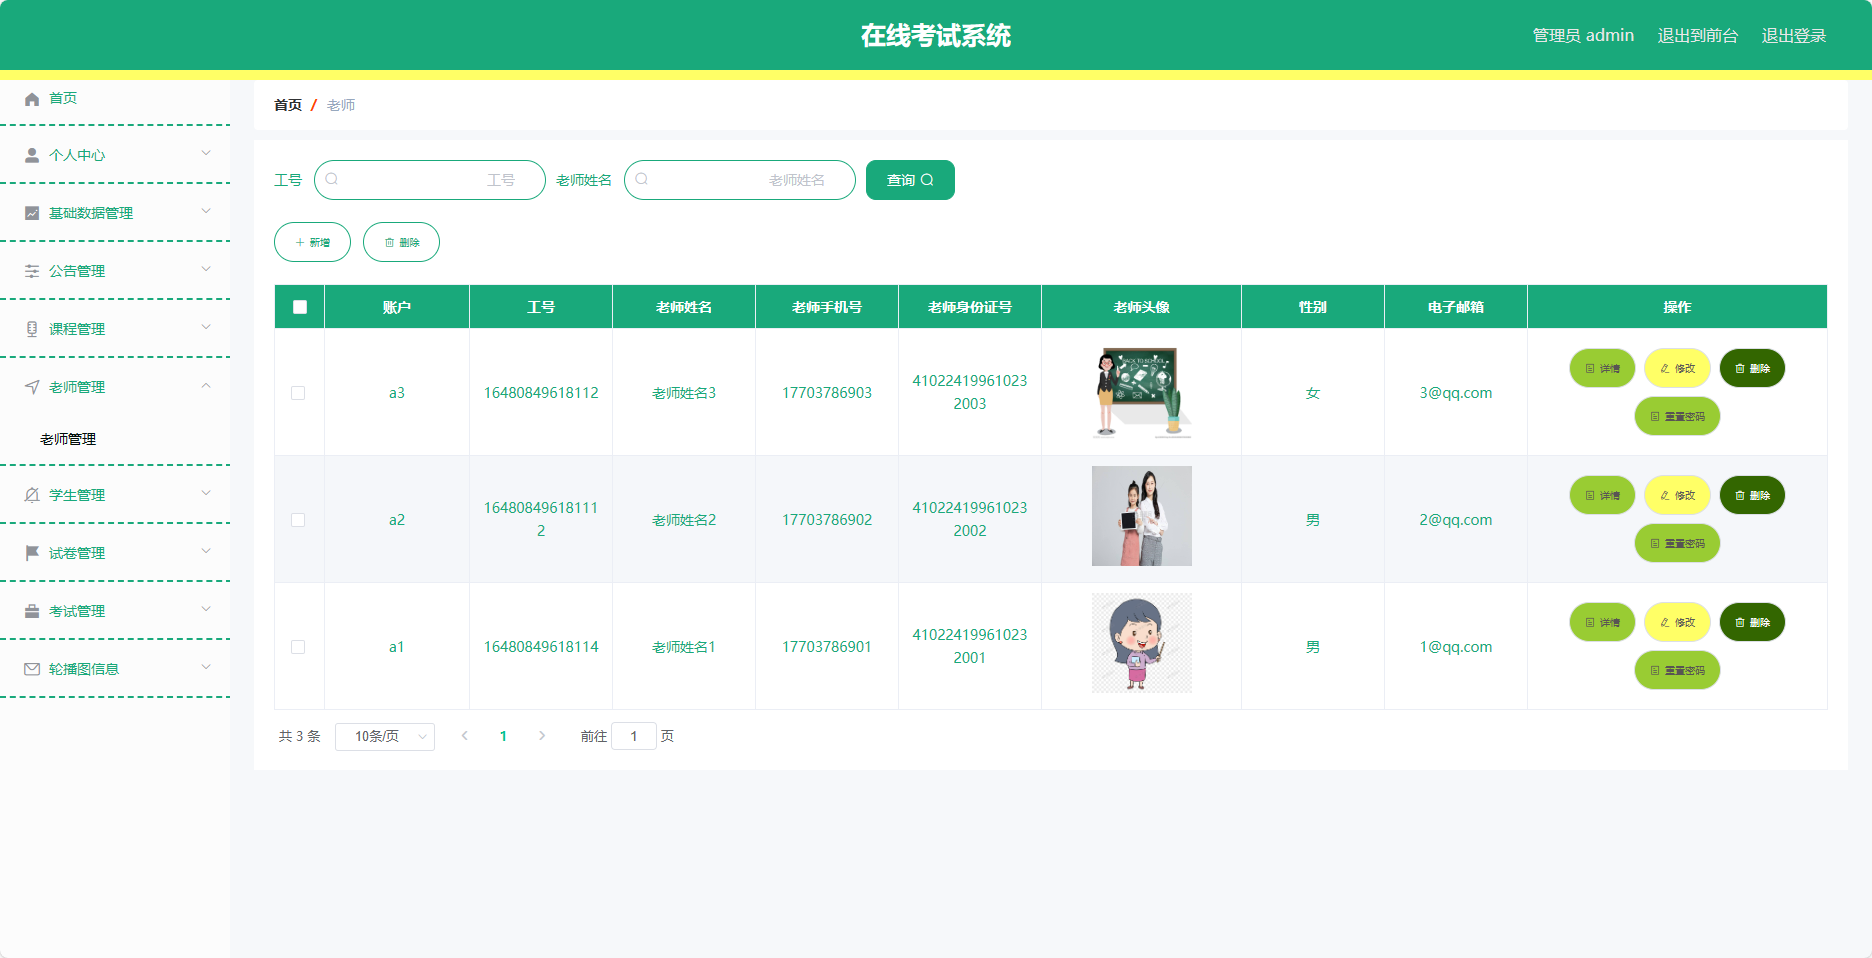 在线考试系统
管理员 admin 退出到前台 退出登录
首页
个人中心
基础数据管理
公告管理
课程管理
老师管理
老师管理
学生管理
试卷管理
考试管理
轮播图信息
首页 / 老师
工号 工号 老师姓名 老师姓名 查询
新增 删除
账户 工号 老师姓名 老师手机号 老师身份证号 老师头像 性别 电子邮箱 操作
a3 16480849618112 老师姓名3 17703786903 41022419961023
2003
BACK TO SCHOOL
女 3@qq.com 详情 修改 删除
重置密码
a2 16480849618111
2 老师姓名2 17703786902 41022419961023
2002
男 2@qq.com 详情 修改 删除
重置密码
a1 16480849618114 老师姓名1 17703786901 41022419961023
2001
男 1@qq.com 详情 修改 删除
重置密码
共 3 条 10条/页 1 前往 1 页